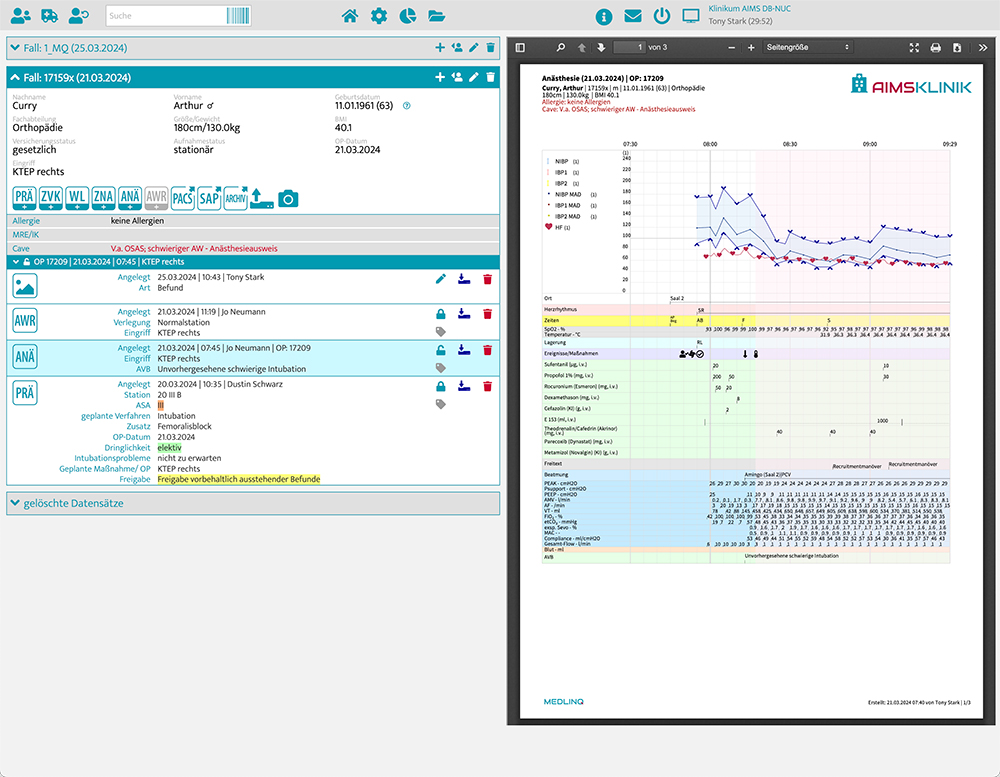 Suche
Klinikum AIMS DB-NUC
Tony Stark (29:52)
Fall: 1_MQ (25.03.2024)
Fall: 17159x (21.03.2024)
Nachname
Vorname
Geburtsdatum
Curry
Arthur ♂
11.01.1961 (63)
Fachabteilung
Größe/Gewicht
BMI
Orthopädie
180cm/130.0kg
40.1
Versicherungsstatus
Aufnahmestatus
OP-Datum
gesetzlich
stationär
21.03.2024
Eingriff
KTEP rechts
PRÄ ZVK WL ZNA ANÄ AWR PACS SAP ARCHIV
Allergie keine Allergien
MRE/IK
Cave V.a. OSAS; schwieriger AW - Anästhesieausweis
OP 17209 | 21.03.2024 | 07:45 | KTEP rechts
Angelegt 25.03.2024 | 10:43 | Tony Stark
Art Befund
AWR
Angelegt 21.03.2024 | 11:19 | Jo Neumann
Verlegung Normalstation
Eingriff KTEP rechts
ANÄ
Angelegt 21.03.2024 | 07:45 | Jo Neumann | OP: 17209
Eingriff KTEP rechts
AVB Unvorhergesehene schwierige Intubation
PRÄ
Angelegt 20.03.2024 | 10:35 | Dustin Schwarz
Station 20 III B
ASA III
geplante Verfahren Intubation
Zusatz Femoralisblock
OP-Datum 21.03.2024
Dringlichkeit elektiv
Intubationsprobleme nicht zu erwarten
Geplante Maßnahme/ OP KTEP rechts
Freigabe Freigabe vorbehaltlich ausstehender Befunde
gelöschte Datensätze
1 von 3
Seitengröße
Anästhesie (21.03.2024) | OP: 17209
Curry, Arthur | 17159x | m | 11.01.1961 (63) | Orthopädie
180cm | 130.0kg | BMI 40.1
Allergie: keine Allergien
Cave: V.a. OSAS; schwieriger AW - Anästhesieausweis
AIMSKLINIK
07:30 08:00 08:30 09:00 09:29
(1)
240
220
200
180
160
140
120
100
80
60
40
20
0
NIBP (1)
IBP1 (1)
IBP2 (1)
NIBP MAD (1)
IBP1 MAD (1)
IBP2 MAD (1)
HF (1)
Ort Saal 2
Herzrhythmus SR
Zeiten AB F S
SpO2 - %
Temperatur - °C
Lagerung RL
Ereignisse/Maßnahmen
Sufentanil (µg, i.v.) 20 10
Propofol 1% (mg, i.v.) 200 50 30
Rocuronium (Esmeron) (mg, i.v.) 50 20
Dexamethason (mg, i.v.) 8
Cefazolin (KI) (g, i.v.) 2
E 153 (ml, i.v.) 1000
Theodrenalin/Cafedrin (Akrinor) (mg, i.v.) 40 40 40
Parecoxib (Dynastat) (mg, i.v.)
Metamizol (Novalgin) (KI) (g, i.v.)
Freitext Recruitmentmanöver Recruitmentmanöver
Beatmung Amingo (Saal 2)|PCV
PEAK - cmH2O
Psupport - cmH2O
PEEP - cmH2O
AMV - l/min
AF - /min
VT - ml
FiO₂ - %
etCO₂ - mmHg
exsp. Sevo - %
MAC - -
Compliance - ml/cmH2O
Gesamt-Flow - l/min
Blut - ml
AVB Unvorhergesehene schwierige Intubation
MEDLINQ
Erstellt: 21.03.2024 07:40 von Tony Stark | 1/3